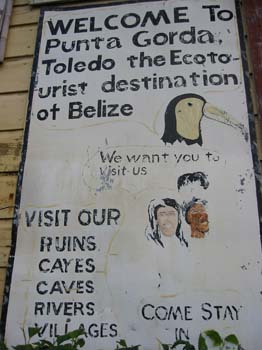 WELCOME TO
PUNTA GORDA,
TOLEDO THE ECOTO-
URIST DESTINATION
OF BELIZE
We want you to
visit us
VISIT OUR
RUINS
CAYES
CAVES
RIVERS
VILLAGES
COME STAY
IN